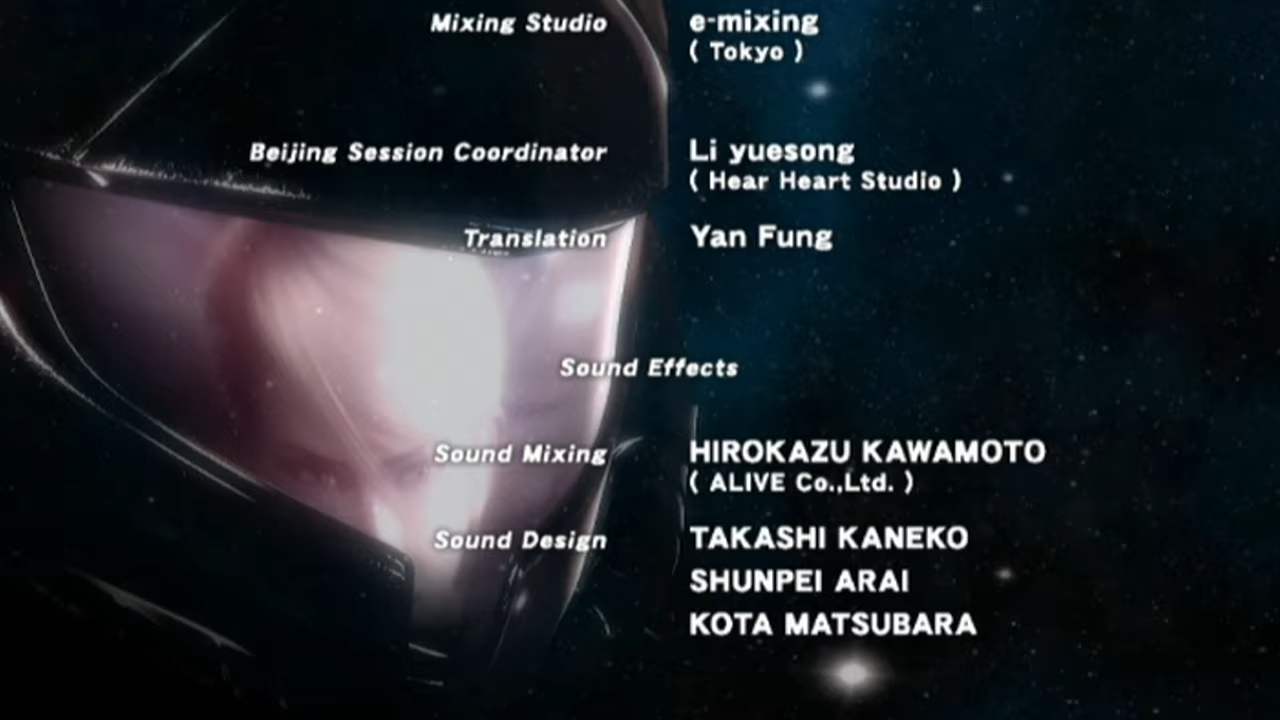 Mixing Studio e-mixing
( Tokyo )
Beijing Session Coordinator Li yuesong
( Hear Heart Studio )
Translation Yan Fung
Sound Effects
Sound Mixing HIROKAZU KAWAMOTO
( ALIVE Co.,Ltd. )
Sound Design TAKASHI KANEKO
SHUNPEI ARAI
KOTA MATSUBARA